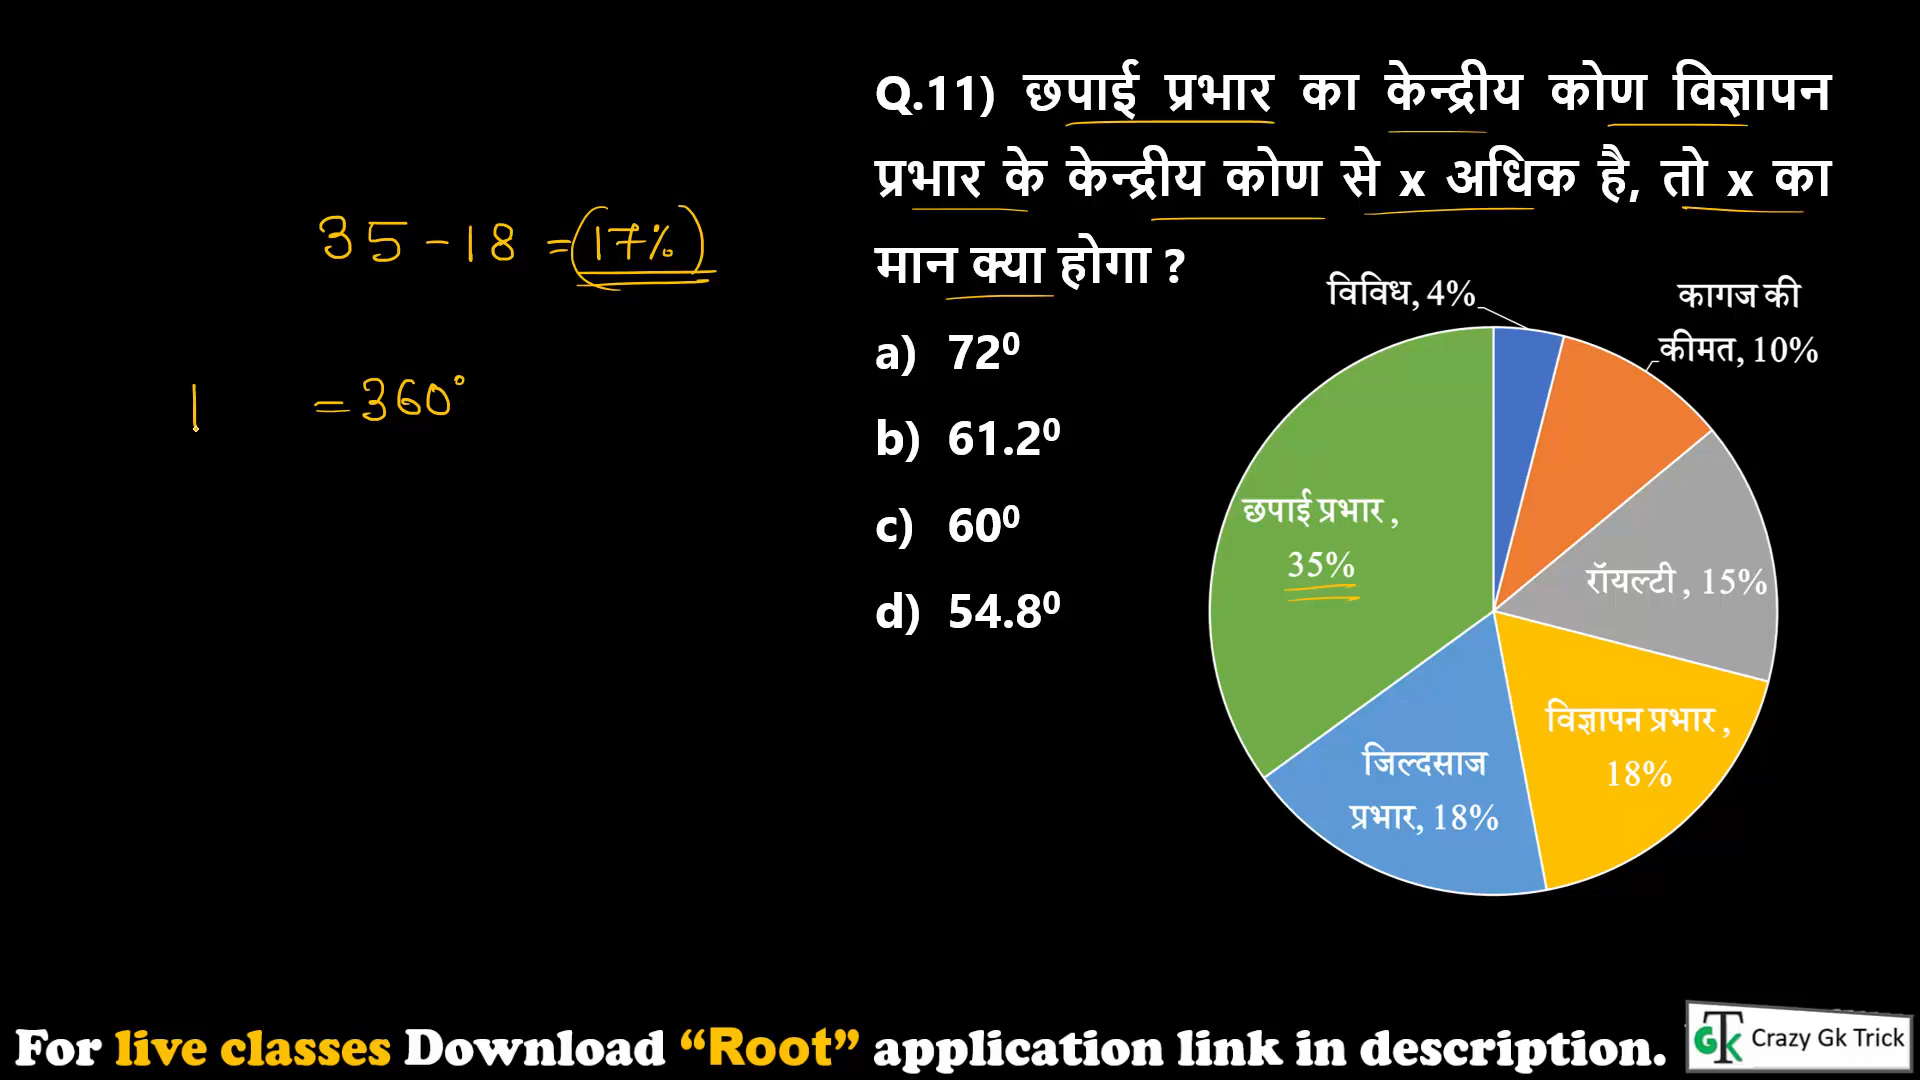 Q.11) छपाई प्रभार का केन्द्रीय कोण विज्ञापन
प्रभार के केन्द्रीय कोण से x अधिक है, तो x का
मान क्या होगा ?
a) 72⁰
b) 61.2⁰
c) 60⁰
d) 54.8⁰
35 - 18 = (17%)
1 = 360°
विविध, 4%
कागज की
कीमत, 10%
रॉयल्टी , 15%
विज्ञापन प्रभार ,
18%
जिल्दसाज
प्रभार, 18%
छपाई प्रभार ,
35%
For live classes Download “Root” application link in description.
GTK Crazy Gk Trick